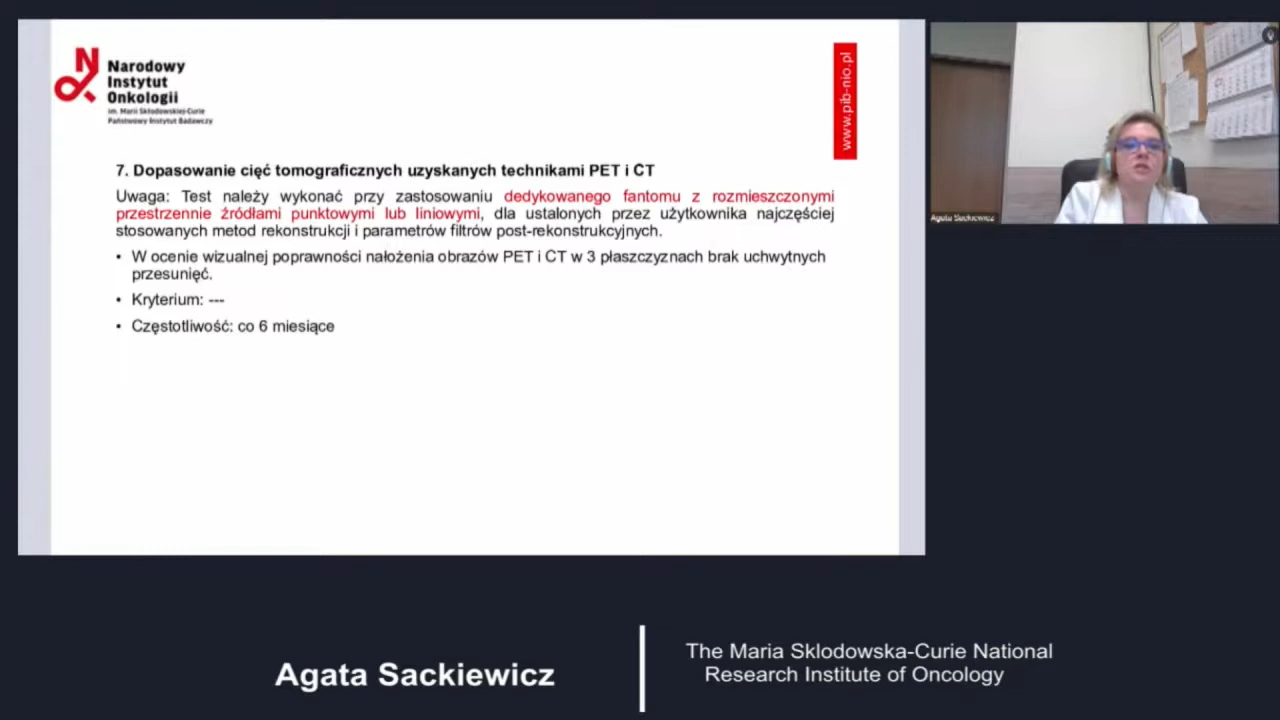 Narodowy
Instytut
Onkologii
im. Marii Skłodowskiej-Curie
Państwowy Instytut Badawczy
www.pib-nio.pl
7. Dopasowanie cięć tomograficznych uzyskanych technikami PET i CT
Uwaga: Test należy wykonać przy zastosowaniu dedykowanego fantomu z rozmieszczonymi
przestrzennie źródłami punktowymi lub liniowymi, dla ustalonych przez użytkownika najczęściej
stosowanych metod rekonstrukcji i parametrów filtrów post-rekonstrukcyjnych.
• W ocenie wizualnej poprawności nałożenia obrazów PET i CT w 3 płaszczyznach brak uchwytnych
przesunięć.
• Kryterium: ---
• Częstotliwość: co 6 miesiące
Agata Sackiewicz
Agata Sackiewicz
The Maria Sklodowska-Curie National
Research Institute of Oncology